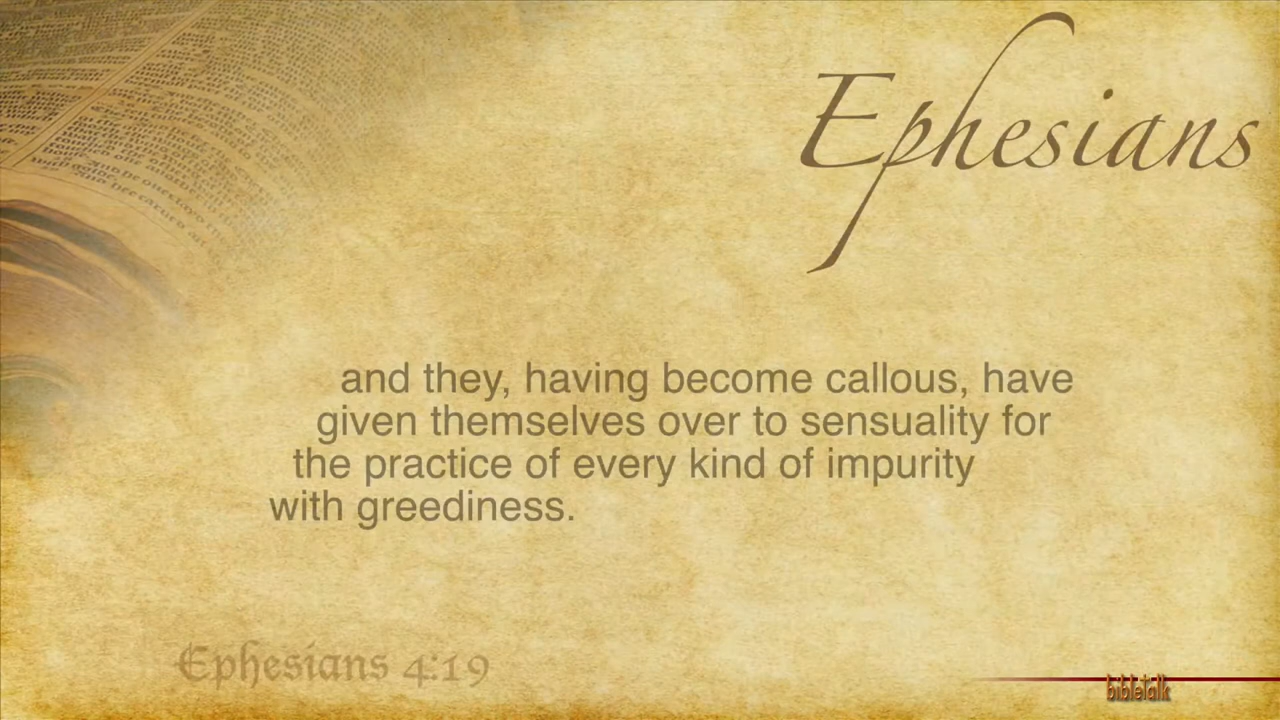 Ephesians
and they, having become callous, have
given themselves over to sensuality for
the practice of every kind of impurity
with greediness.
Ephesians 4:19
bibletalk